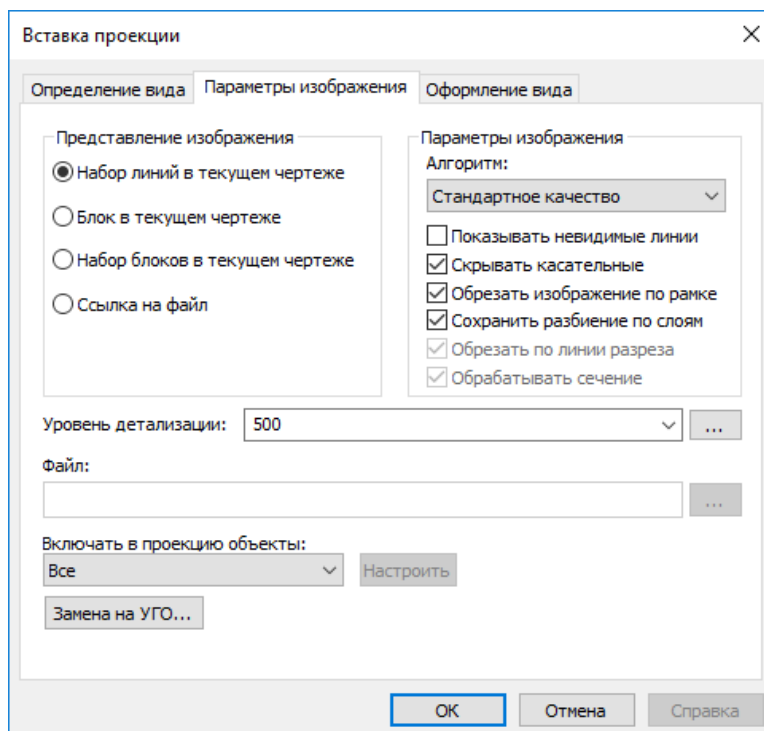 Вставка проекции
Определение вида
Параметры изображения
Оформление вида
Представление изображения
Набор линий в текущем чертеже
Блок в текущем чертеже
Набор блоков в текущем чертеже
Ссылка на файл
Параметры изображения
Алгоритм:
Стандартное качество
Показывать невидимые линии
Скрывать касательные
Обрезать изображение по рамке
Сохранить разбиение по слоям
Обрезать по линии разреза
Обрабатывать сечение
Уровень детализации:
500
...
Файл:
...
Включать в проекцию объекты:
Все
Настроить
Замена на УГО...
ОК
Отмена
Справка